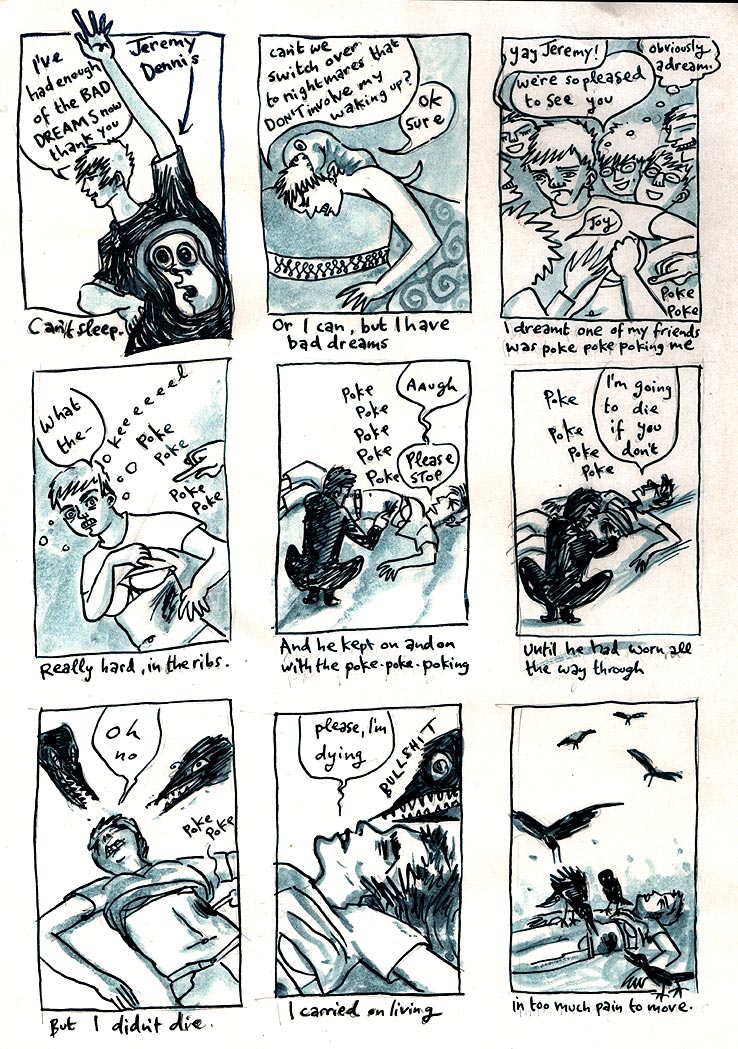 I've
had enough
of the BAD
DREAMS now
thank you
Jeremy
Dennis
Can't sleep.
can't we
switch over
to nightmares that
DON'T involve my
waking up?
OK
sure
Or I can, but I have
bad dreams
yay Jeremy!
we're so pleased
to see you
obviously
a dream.
Joy
Poke
Poke
I dreamt one of my friends
was poke poke poking me
What
the-
okeeeeeel
Poke
Poke
Poke
Poke
Really hard, in the ribs.
Poke
Poke
Poke
Poke
Poke
Aaugh
Please
STOP
And he kept on and on
with the poke-poke-poking
Poke
Poke
Poke
Poke
I'm going
to die
if you
don't
Until he had worn all
the way through
Oh
no
Poke
Poke
But I didn't die.
please, I'm
dying
BULLSHIT
I carried on living
in too much pain to move.